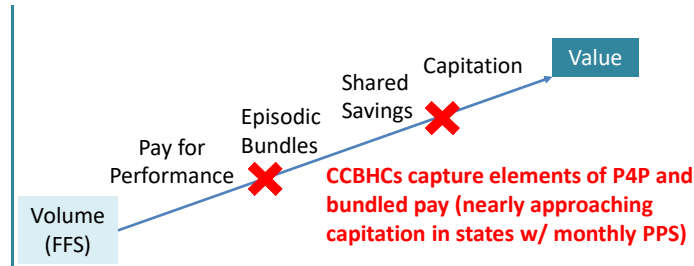 Value
Capitation
Shared
Savings
Episodic
Bundles
Pay for
Performance
Volume
(FFS)
CCBHCs capture elements of P4P and
bundled pay (nearly approaching
capitation in states w/ monthly PPS)